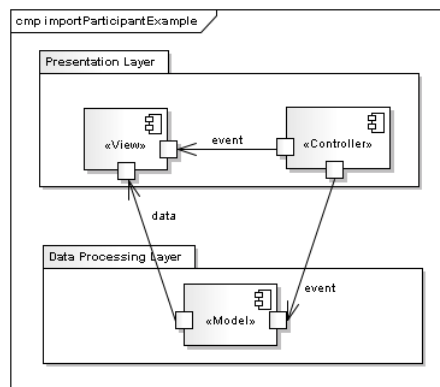 cmp importParticipantExample
Presentation Layer
event
«View»
«Controller»
data
Data Processing Layer
event
«Model»